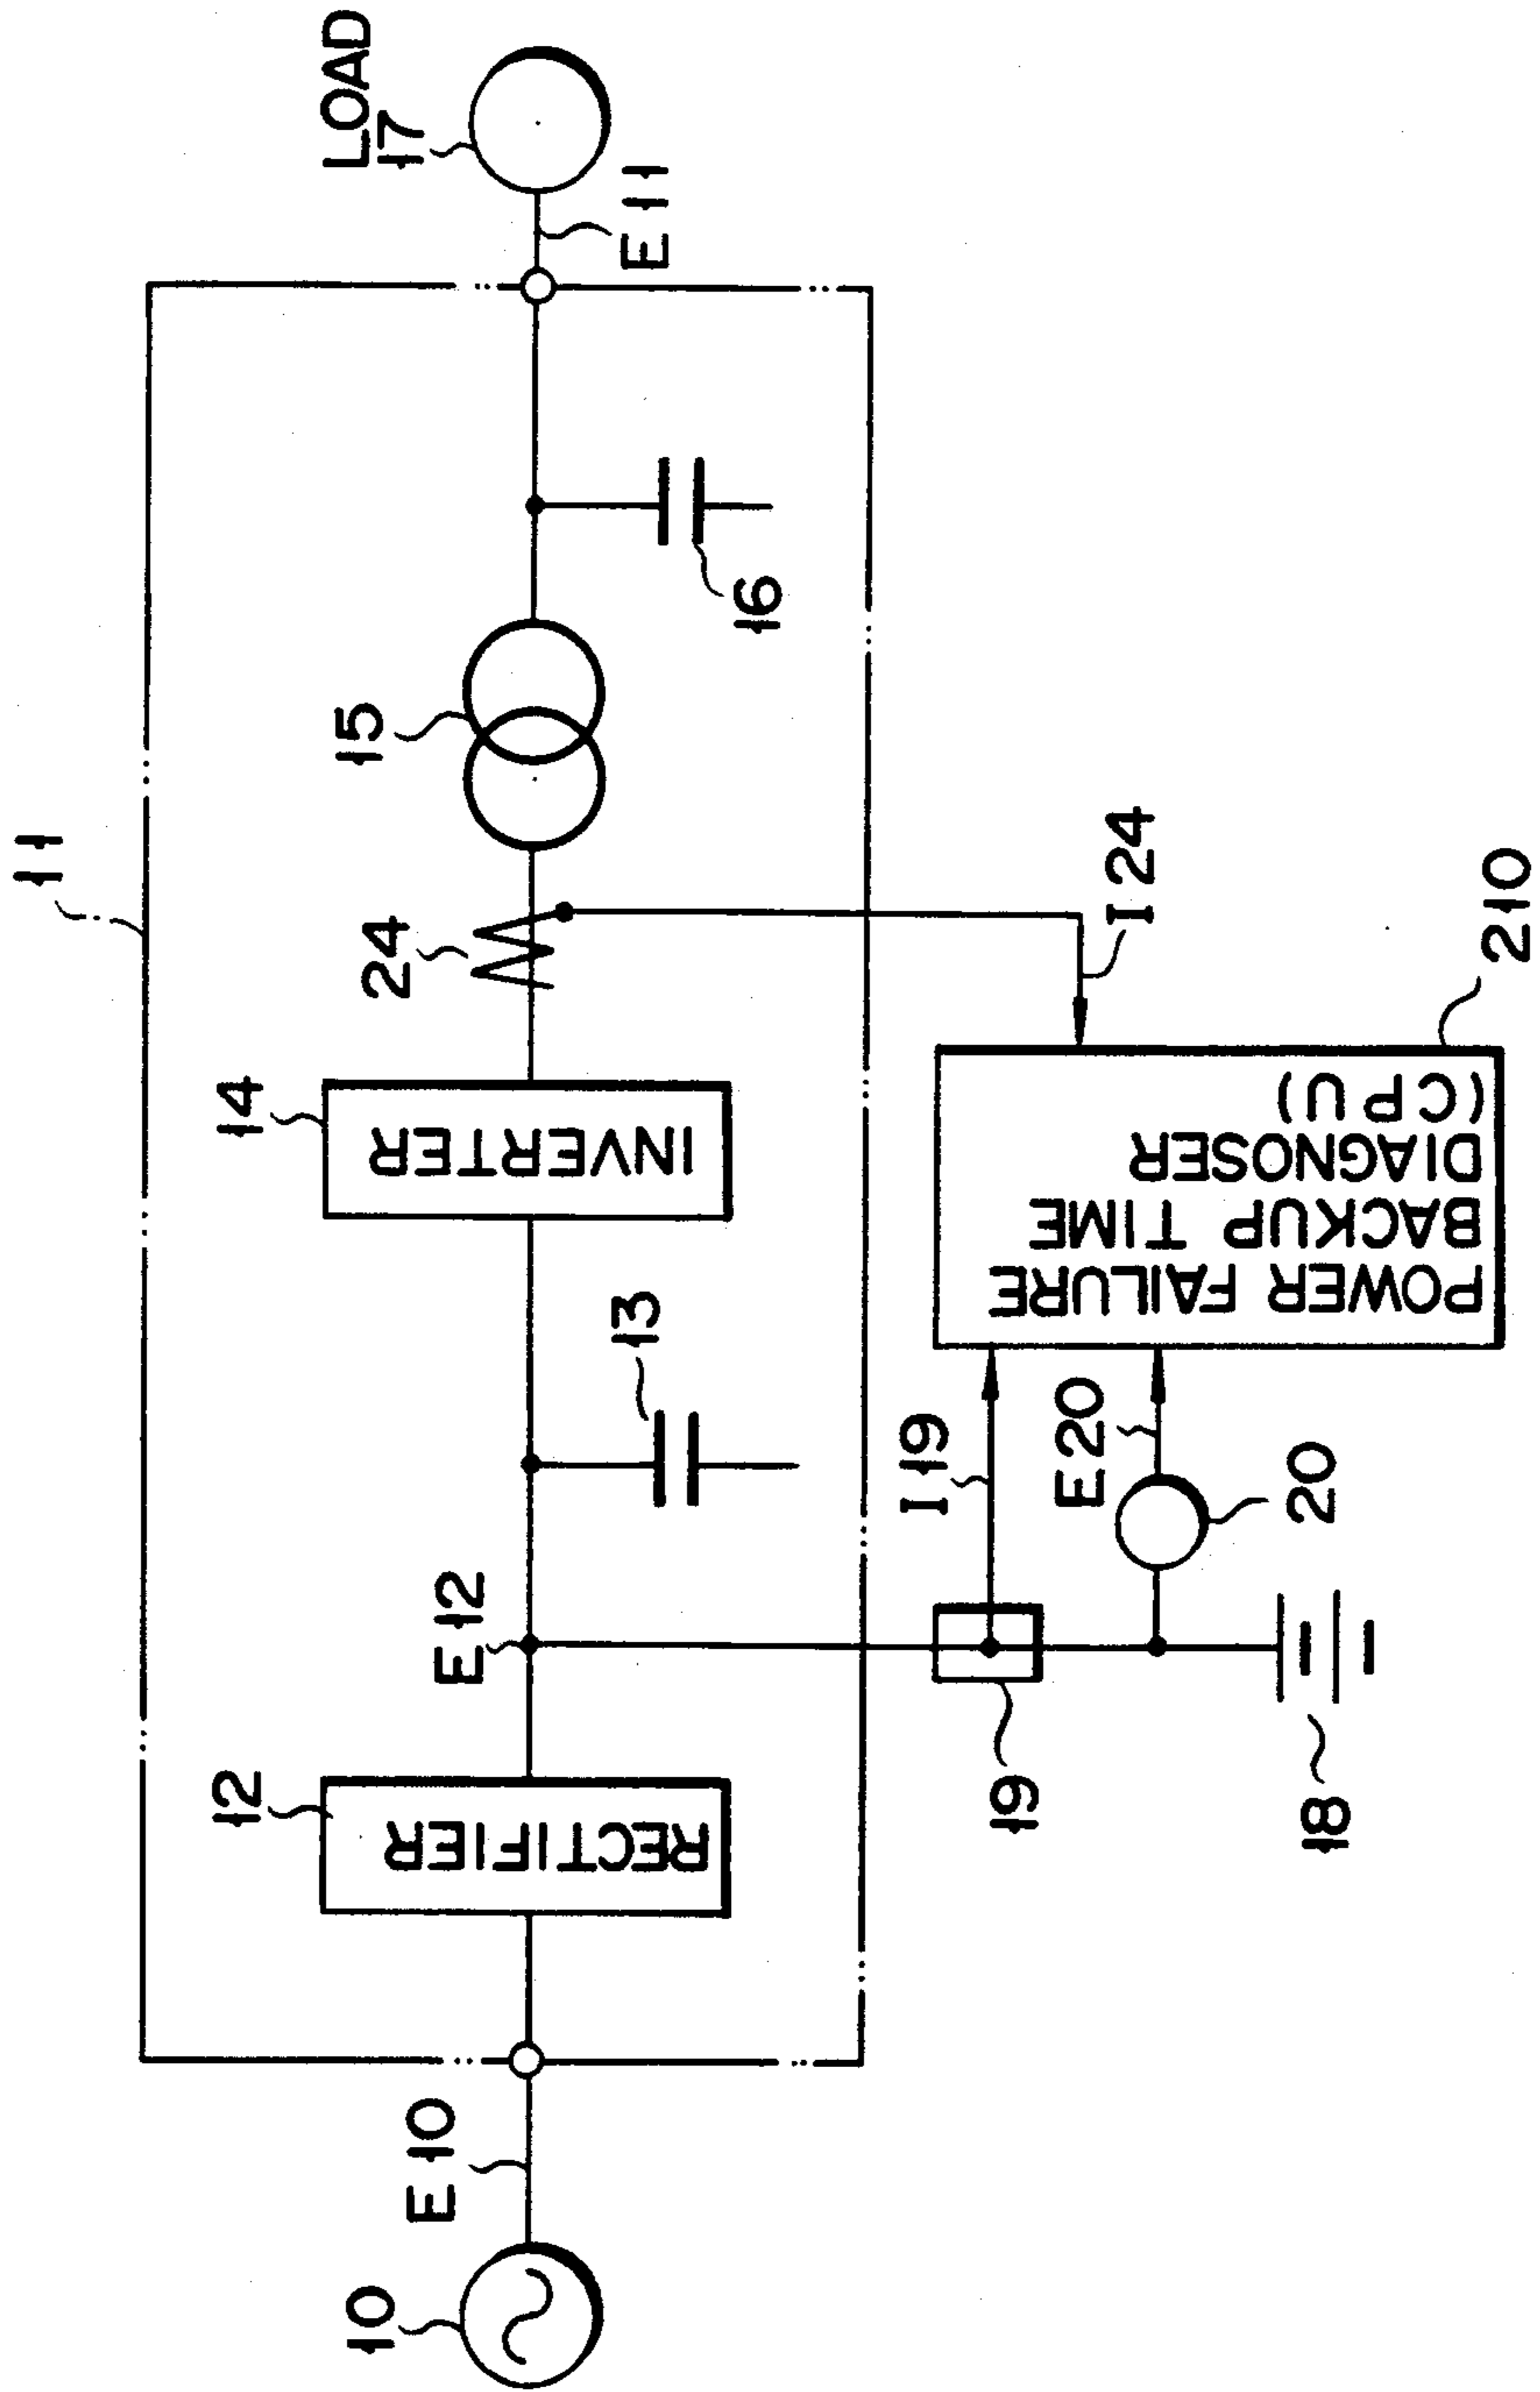 11
LOAD
17
E11
15
16
24
14
INVERTER
E12
13
12
RECTIFIER
E10
10
I24
210
POWER FAILURE
BACKUP TIME
DIAGNOSER
(CPU)
I19
E20
20
19
18